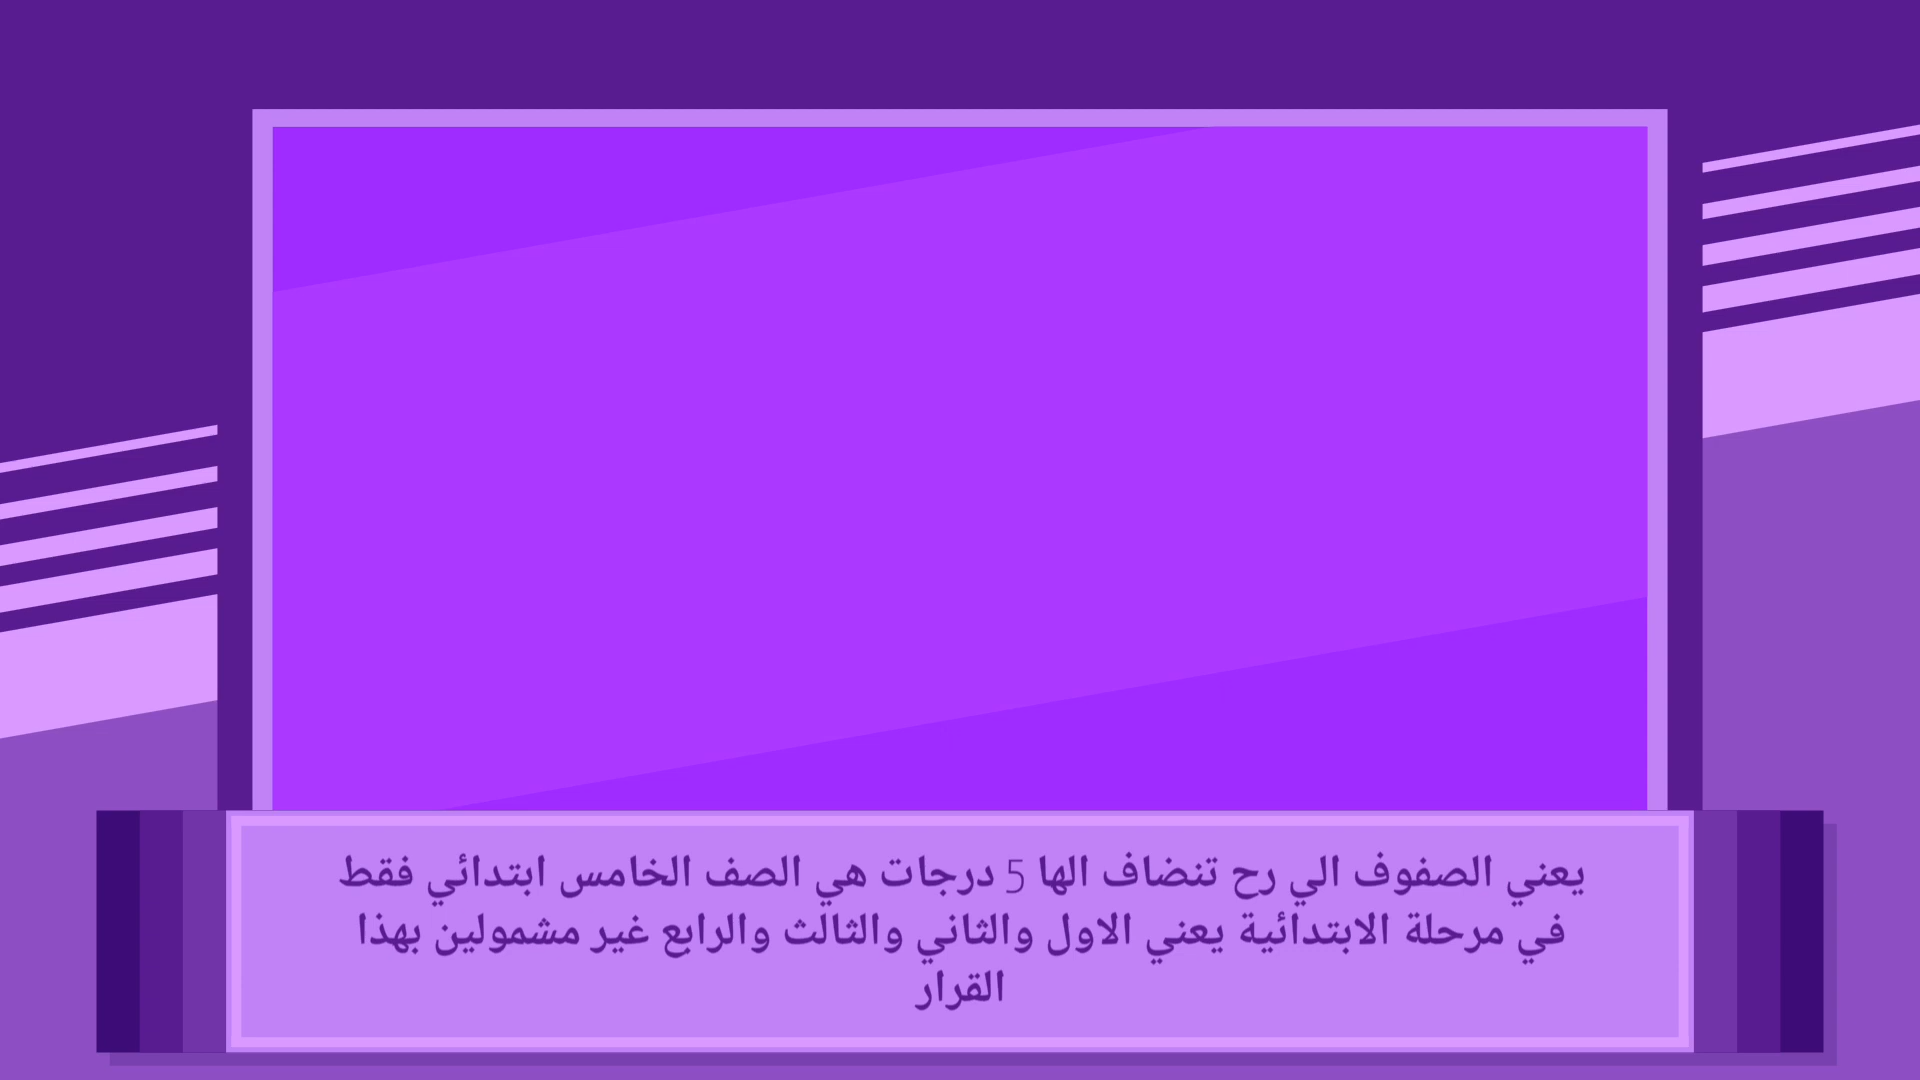 يعني الصفوف الي رح تنضاف الها 5 درجات هي الصف الخامس ابتدائي فقط
في مرحلة الابتدائية يعني الاول والثاني والثالث والرابع غير مشمولين بهذا
القرار